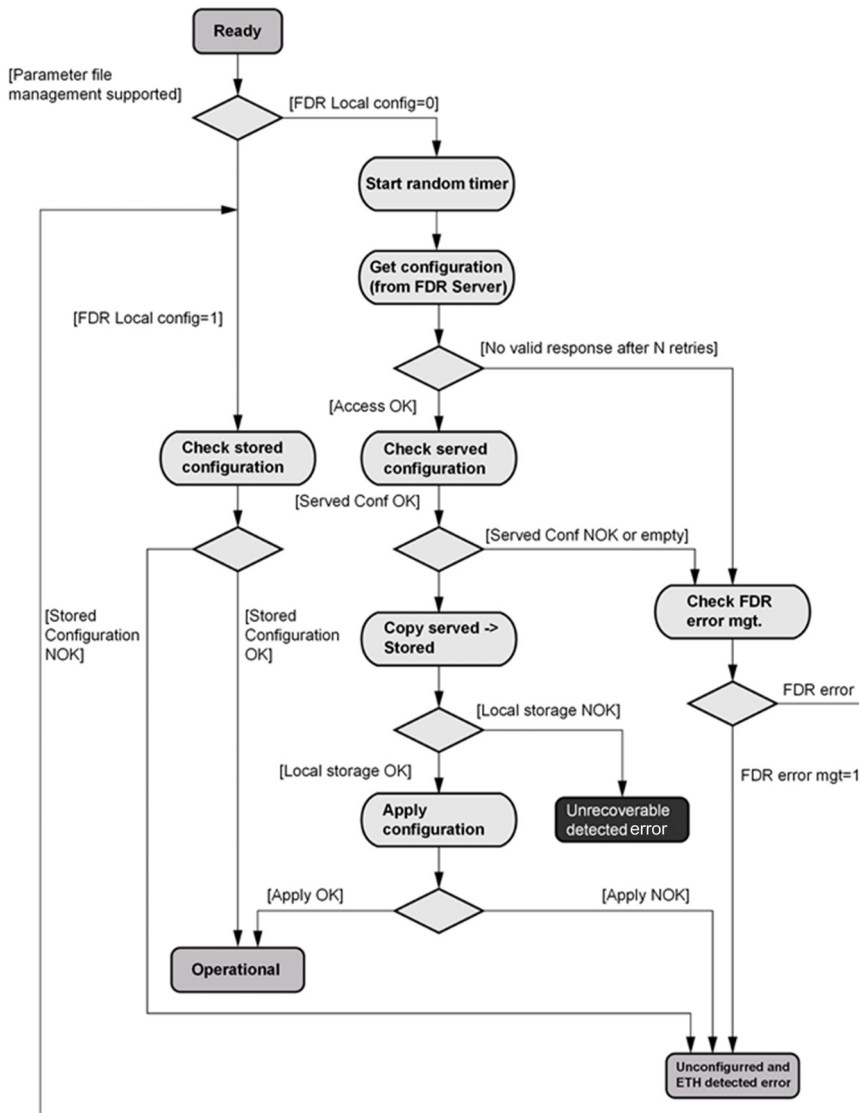 Ready
[Parameter file
management supported]
[FDR Local config=0]
Start random timer
Get configuration
(from FDR Server)
[FDR Local config=1]
[No valid response after N retries]
[Access OK]
Check stored
configuration
Check served
configuration
[Served Conf OK]
[Served Conf NOK or empty]
[Stored
Configuration
NOK]
[Stored
Configuration
OK]
Copy served ->
Stored
Check FDR
error mgt.
FDR error
[Local storage NOK]
[Local storage OK]
FDR error mgt=1
Apply
configuration
Unrecoverable
detected error
[Apply OK]
[Apply NOK]
Operational
Unconfigurred and
ETH detected error